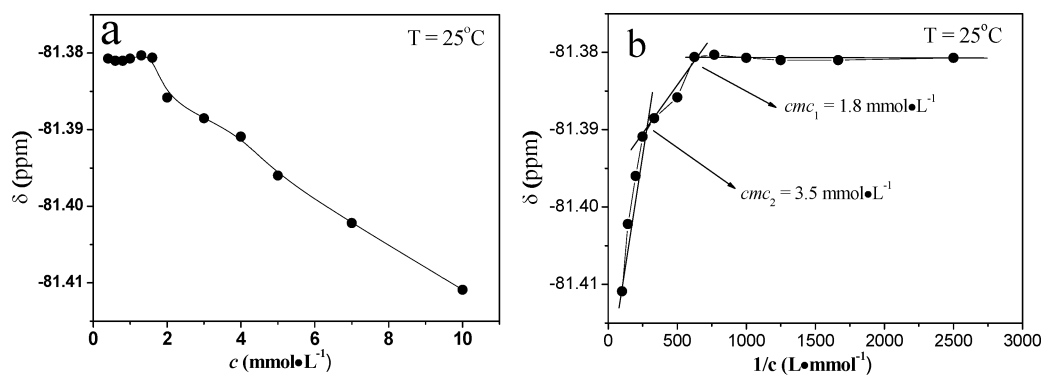 a
T = 25°C
-81.38
-81.39
-81.40
-81.41
δ (ppm)
0 2 4 6 8 10
c (mmol•L⁻¹)
b
T = 25°C
-81.38
-81.39
-81.40
-81.41
δ (ppm)
cmc₁ = 1.8 mmol•L⁻¹
cmc₂ = 3.5 mmol•L⁻¹
0 500 1000 1500 2000 2500 3000
1/c (L•mmol⁻¹)